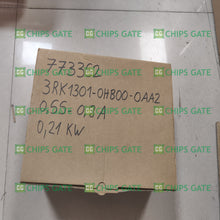 CHIPS GATE CHIPS GATE CHIPS GATE
773362
3RK1301-0HB00-0AA2
0,55-0,8A
0,21 KW